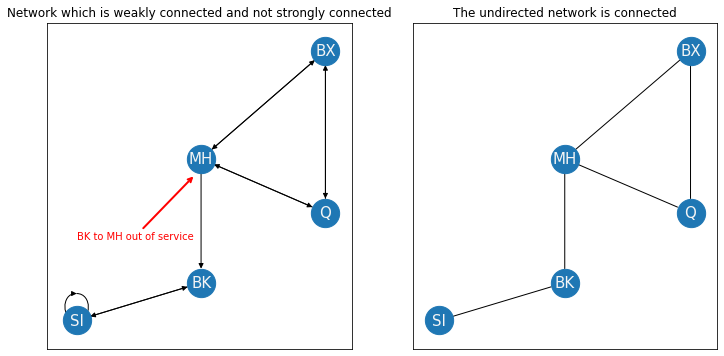 Network which is weakly connected and not strongly connected
BX
MH
Q
BK to MH out of service
BK
SI
The undirected network is connected
BX
MH
Q
BK
SI